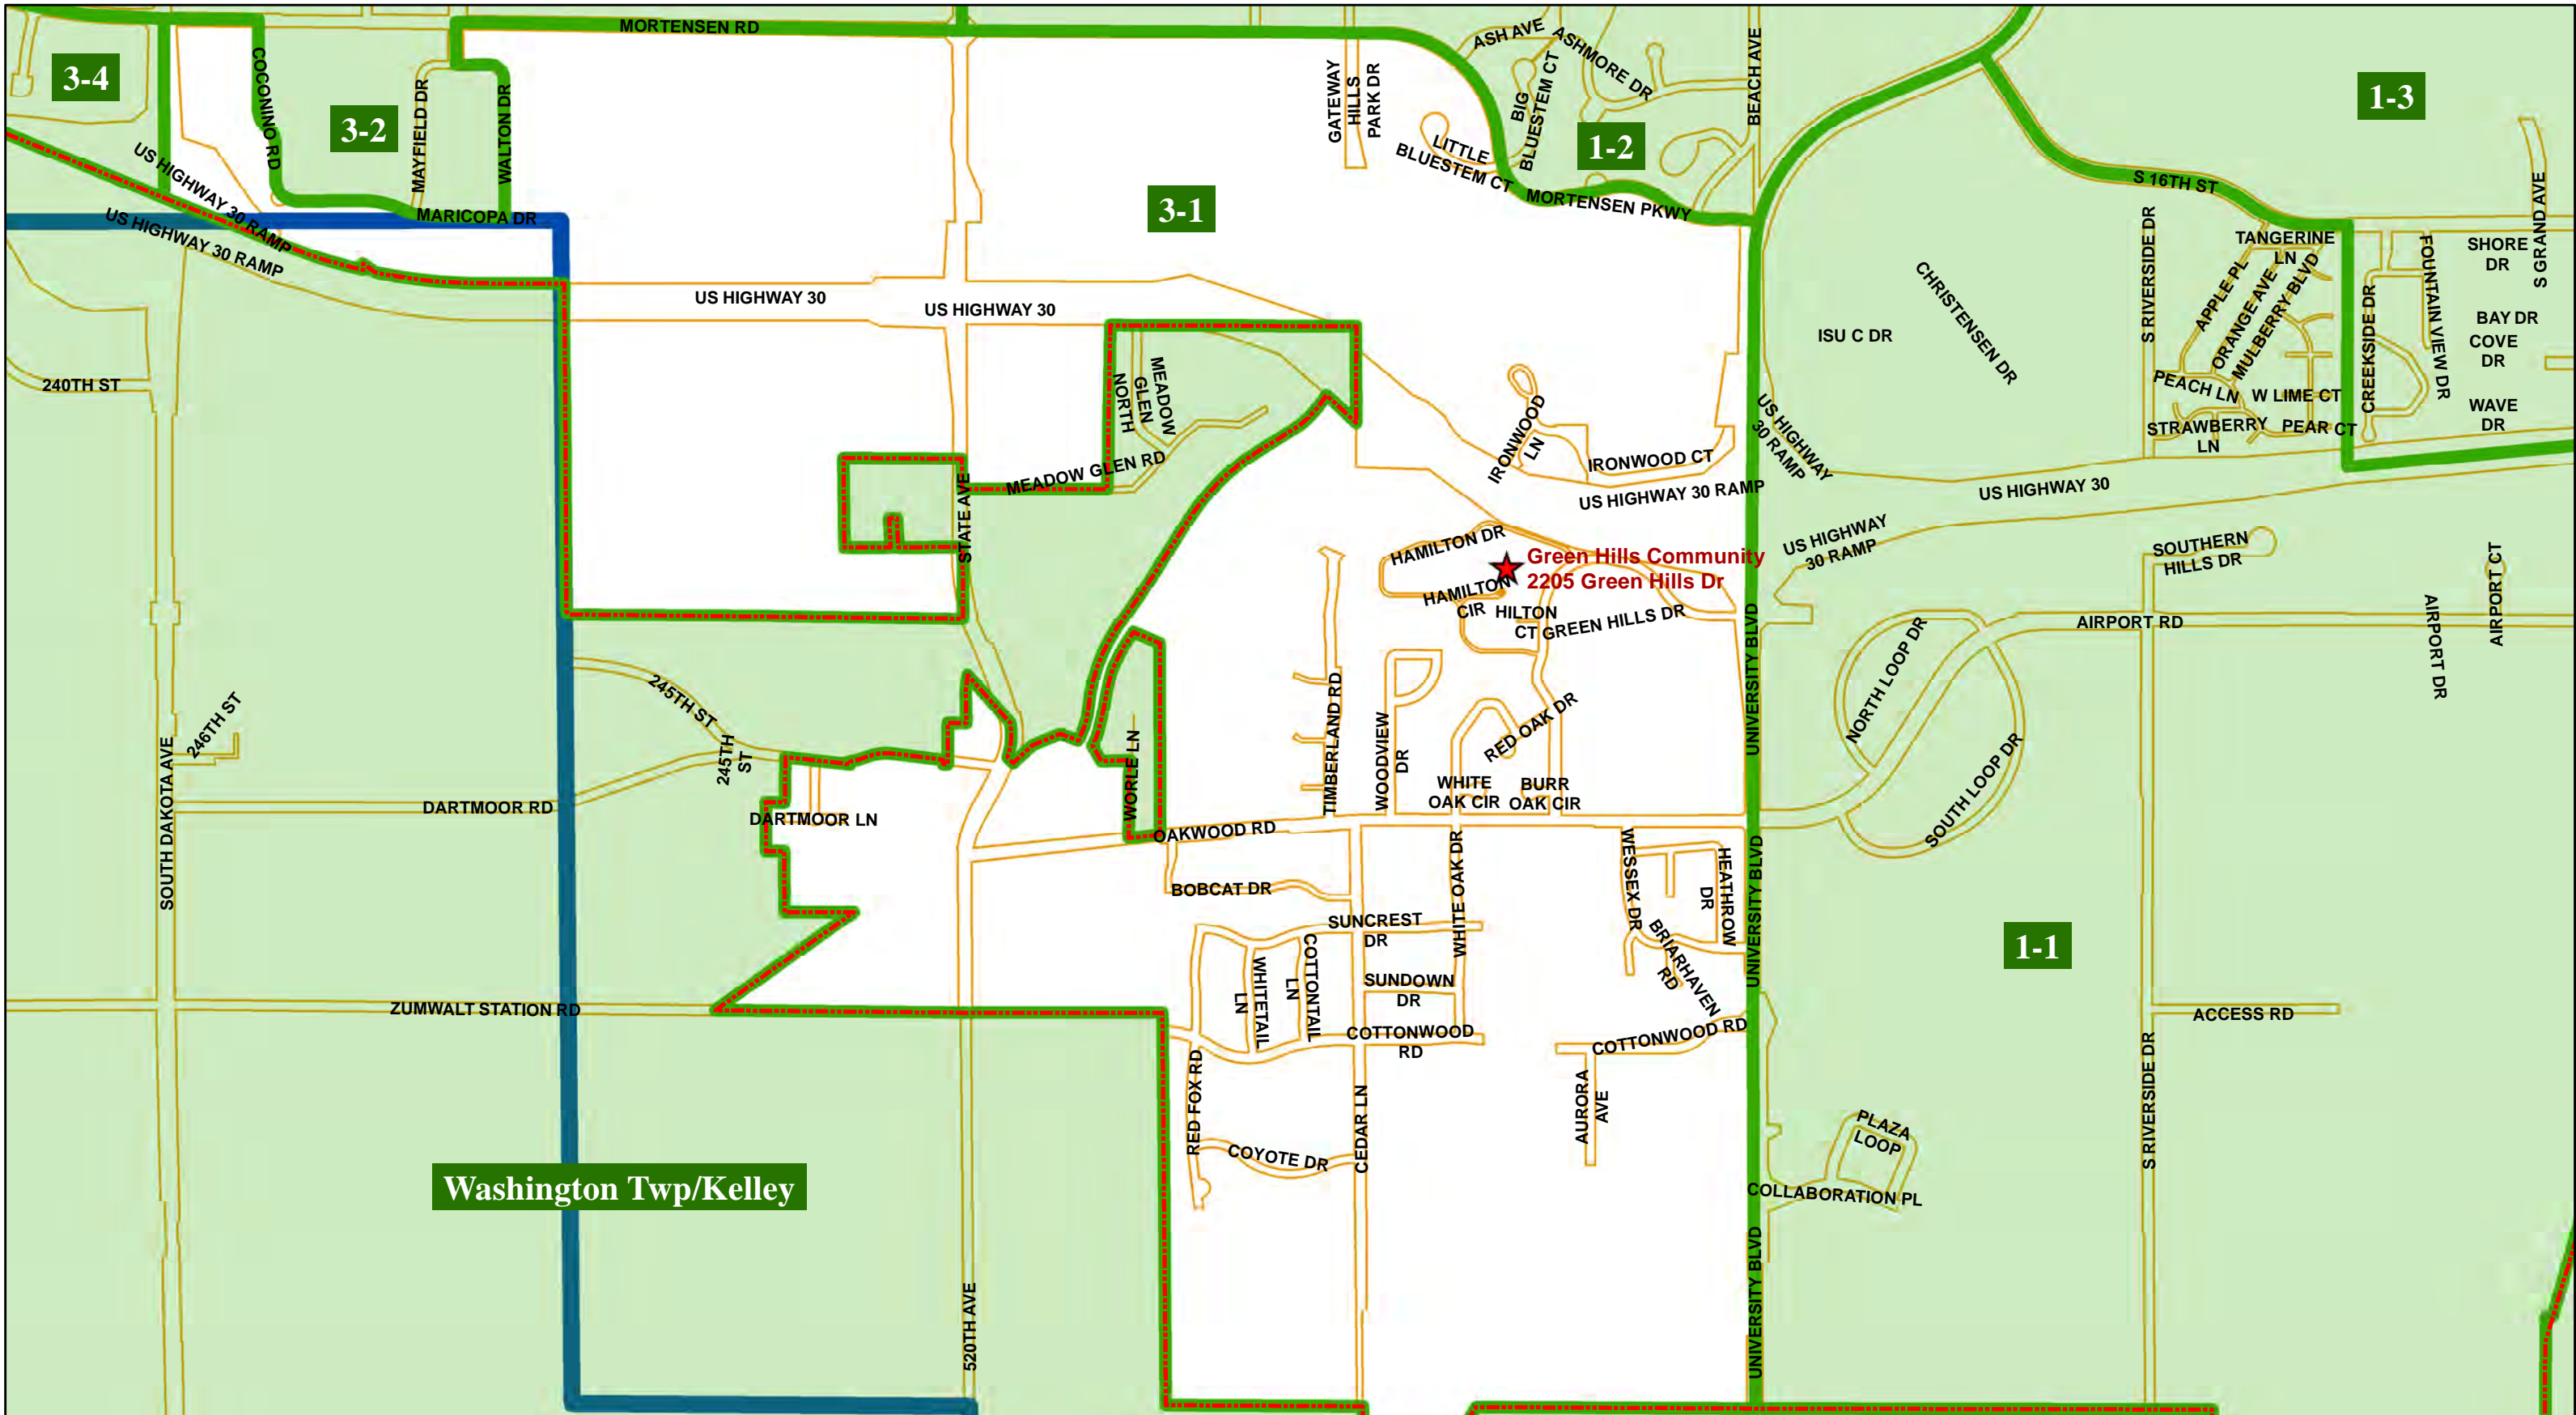 MORTENSEN RD
3-4
COCONINO RD
3-2
MAYFIELD DR
WALTON DR
MARICOPA DR
US HIGHWAY 30 RAMP
US HIGHWAY 30 RAMP
GATEWAY
HILLS
PARK DR
ASH AVE
ASHMORE DR
BIG
BLUESTEM CT
LITTLE
BLUESTEM CT
1-2
BEACH AVE
MORTENSEN PKWY
3-1
1-3
S 16TH ST
S GRAND AVE
S RIVERSIDE DR
TANGERINE
LN
APPLE PL
ORANGE AVE
MULBERRY BLVD
PEACH LN
W LIME CT
STRAWBERRY
LN
PEAR CT
CREEKSIDE DR
FOUNTAIN VIEW DR
SHORE
DR
BAY DR
COVE
DR
WAVE
DR
CHRISTENSEN DR
ISU C DR
US HIGHWAY 30
US HIGHWAY 30
240TH ST
MEADOW
GLEN
NORTH
MEADOW GLEN RD
STATE AVE
IRONWOOD
LN
IRONWOOD CT
US HIGHWAY 30 RAMP
US HIGHWAY
30 RAMP
US HIGHWAY 30
US HIGHWAY
30 RAMP
HAMILTON DR
Green Hills Community
2205 Green Hills Dr
HAMILTON
CIR
HILTON
CT
GREEN HILLS DR
UNIVERSITY BLVD
SOUTHERN
HILLS DR
AIRPORT RD
AIRPORT DR
AIRPORT CT
NORTH LOOP DR
SOUTH LOOP DR
245TH ST
245TH
ST
246TH ST
SOUTH DAKOTA AVE
DARTMOOR RD
DARTMOOR LN
WORLE LN
TIMBERLAND RD
WOODVIEW
DR
RED OAK DR
WHITE
OAK CIR
BURR
OAK CIR
OAKWOOD RD
BOBCAT DR
SUNCREST
DR
WHITE OAK DR
WESSEX DR
HEATHROW
DR
BRIARHAVEN
RD
UNIVERSITY BLVD
1-1
COTTONTAIL
LN
WHITETAIL
LN
SUNDOWN
DR
COTTONWOOD
RD
COTTONWOOD RD
ZUMWALT STATION RD
ACCESS RD
RED FOX RD
COYOTE DR
CEDAR LN
AURORA
AVE
PLAZA
LOOP
COLLABORATION PL
S RIVERSIDE DR
Washington Twp/Kelley
520TH AVE
UNIVERSITY BLVD